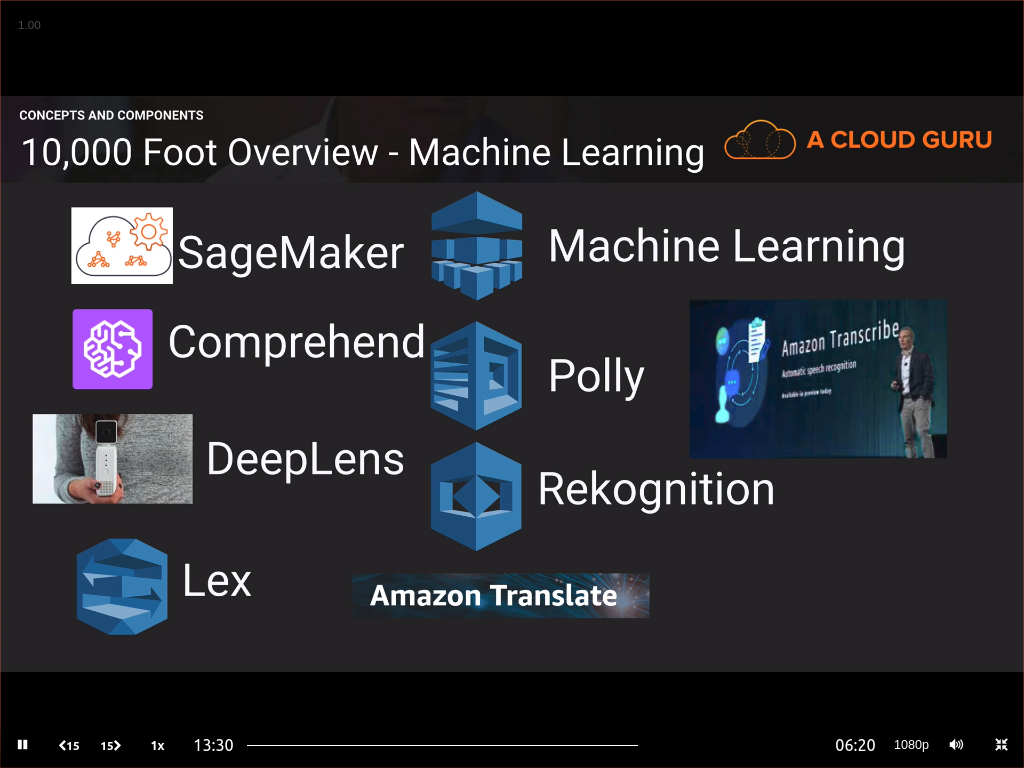 1.00
CONCEPTS AND COMPONENTS
10,000 Foot Overview - Machine Learning
A CLOUD GURU
SageMaker
Machine Learning
Comprehend
Polly
Amazon Transcribe
Automatic speech recognition
Available in preview today
DeepLens
Rekognition
Lex
Amazon Translate
15
15
1x
13:30
06:20
1080p